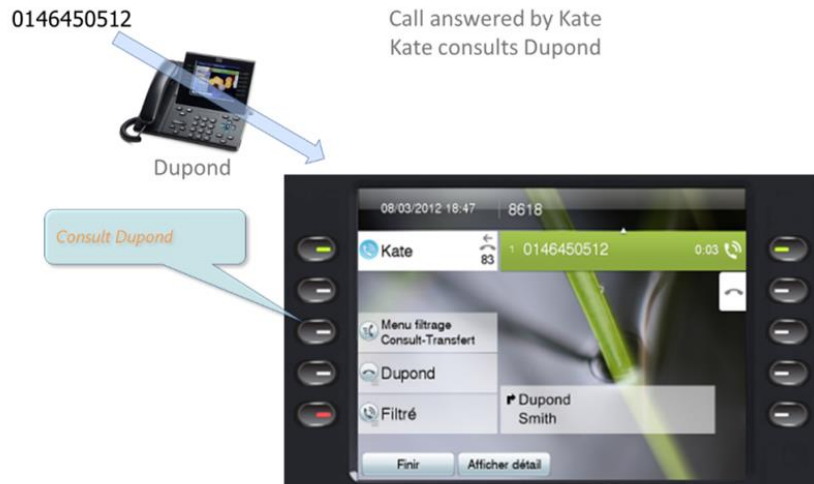 0146450512
Call answered by Kate
Kate consults Dupond
Dupond
Consult Dupond
08/03/2012 18:47
8618
Kate
83
1 0146450512 0:03
Menu filtrage
Consult-Transfert
Dupond
Filtré
Dupond
Smith
Finir
Afficher détail